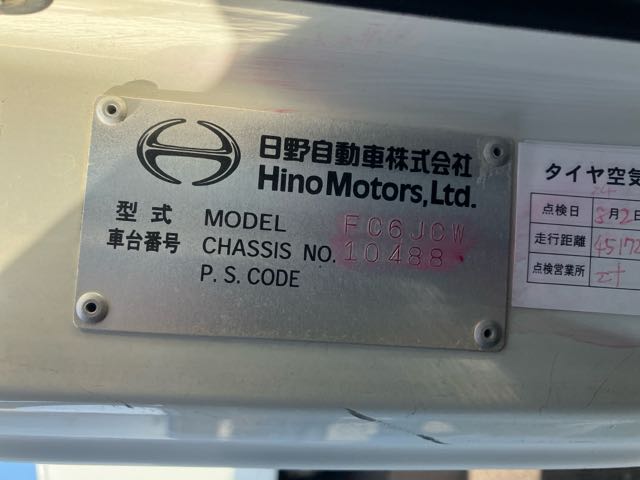 日野自動車株式会社
Hino Motors, Ltd.
型式 MODEL FC6JCW
車台番号 CHASSIS NO. 10488
P. S. CODE
タイヤ空気
点検日 5月2日
走行距離 45172
点検営業所